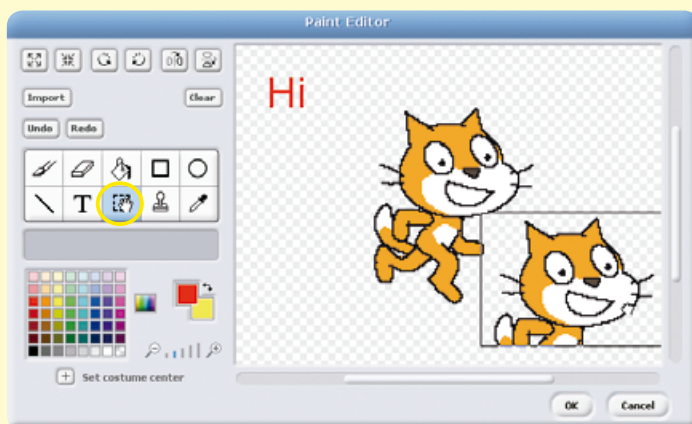 Paint Editor
Import Clear
Undo Redo
Hi
T
Set costume center
OK Cancel